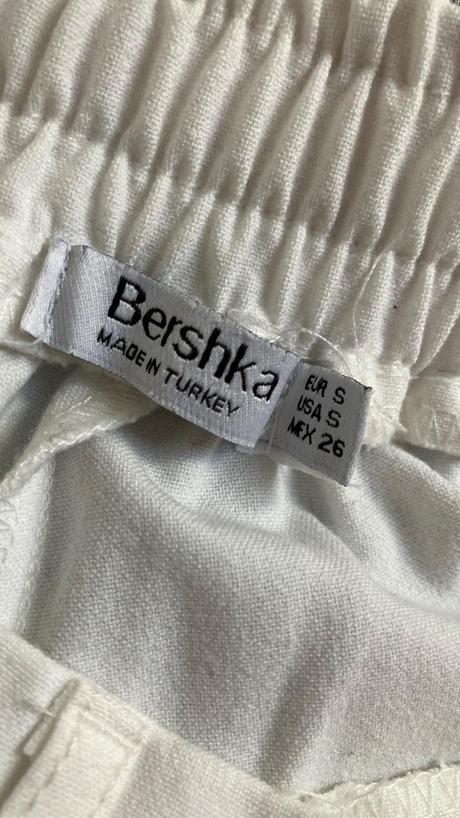 Bershka
MADE IN TURKEY
EUR S
USA S
MEX 26